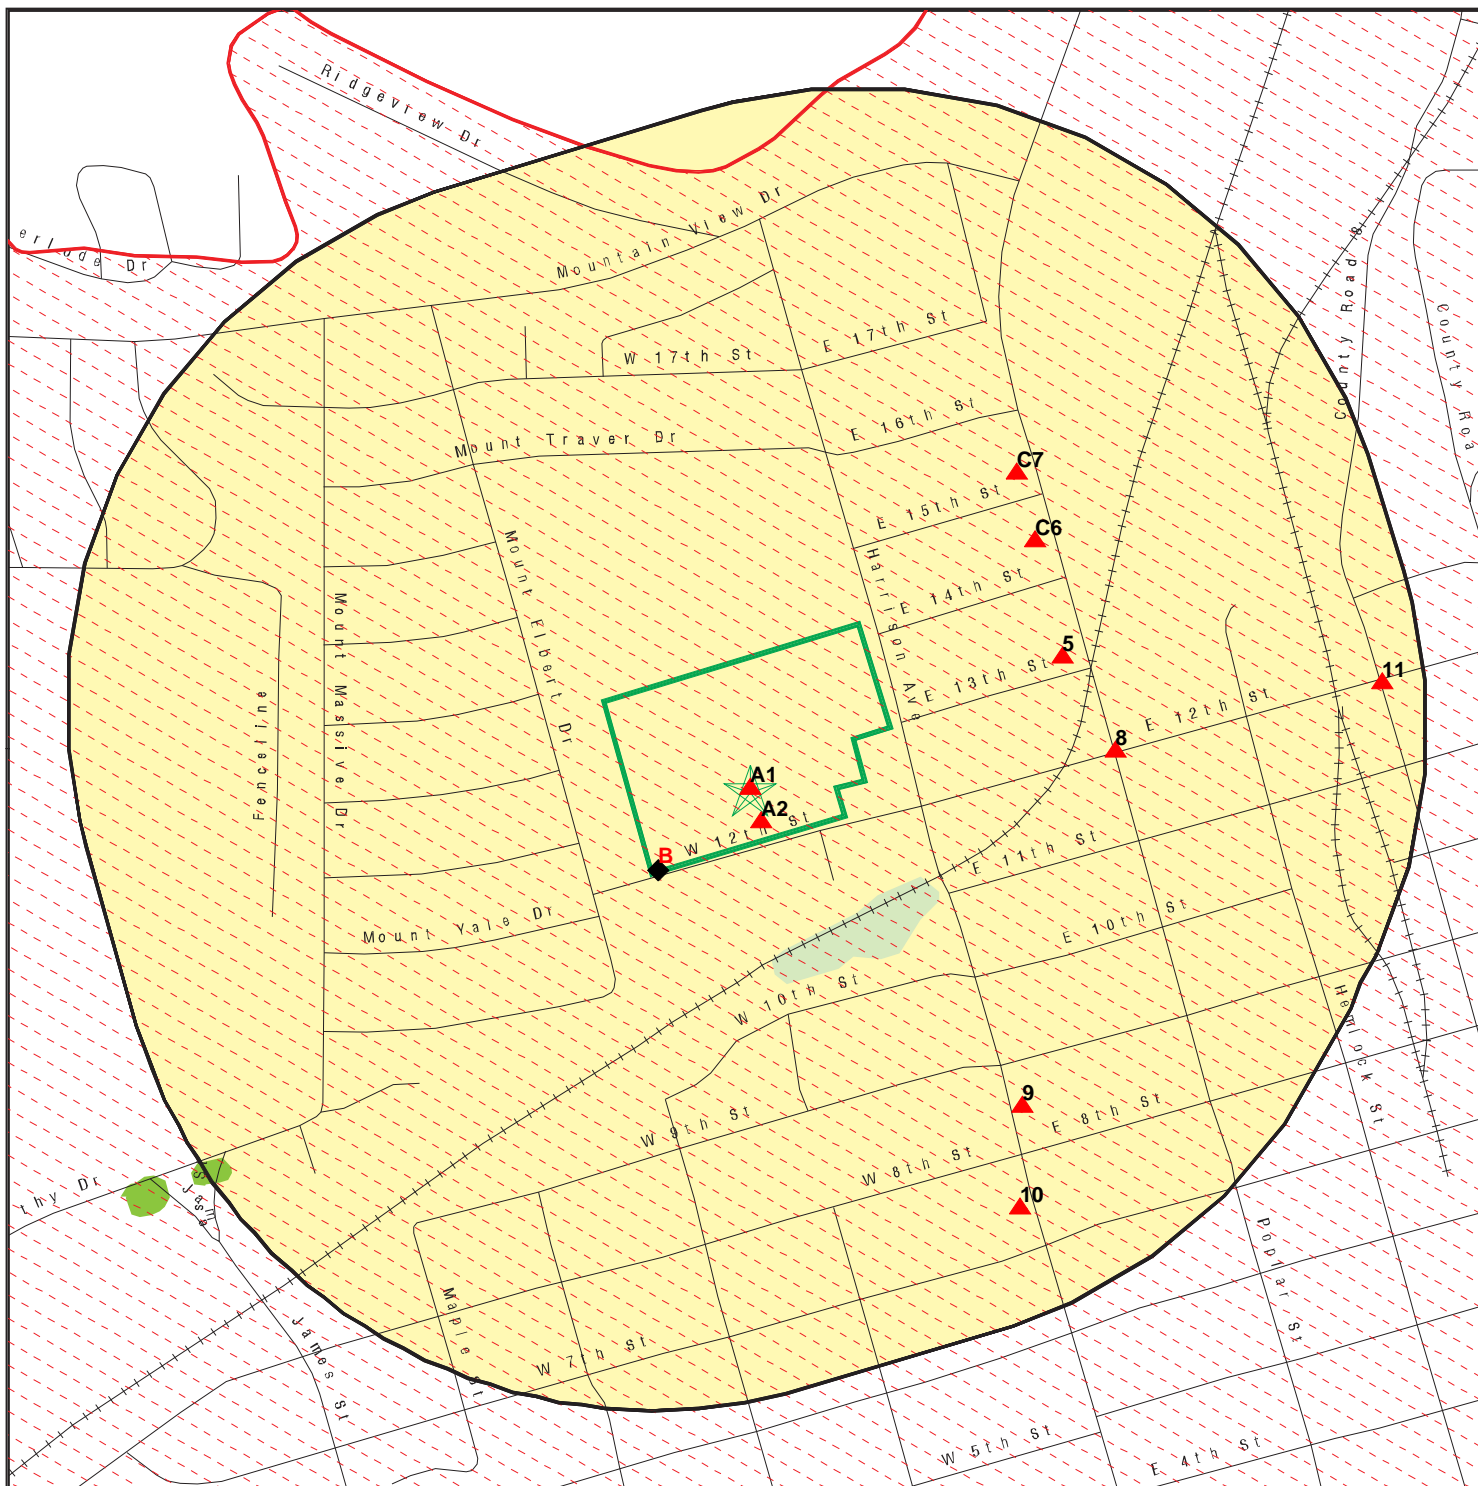 Ridgeview Dr
erlode Dr
Mountain View Dr
County Road 8
County Roa
E 17th St
W 17th St
E 16th St
Mount Traver Dr
C7
E 15th St
C6
Mount Elbert Dr
Harrison Ave
E 14th St
Mount Massive Dr
5
11
E 13th St
Fenceline
E 12th St
8
A1
A2
W 12th St
B
E 11th St
Mount Yale Dr
E 10th St
W 10th St
Hemlock St
9
E 8th St
W 9th St
W 8th St
thy Dr
10
Poplar St
Maple St
James St
W 7th St
W 5th St
E 4th St